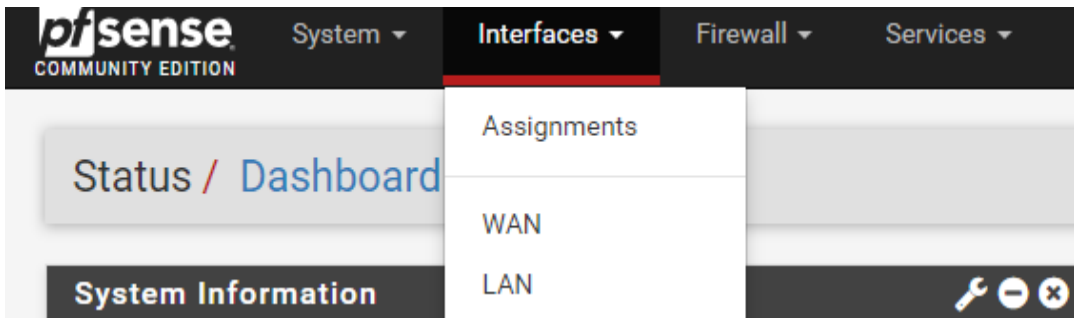 pfsense System Interfaces Firewall Services
COMMUNITY EDITION
Assignments
Status / Dashboard
WAN
LAN
System Information